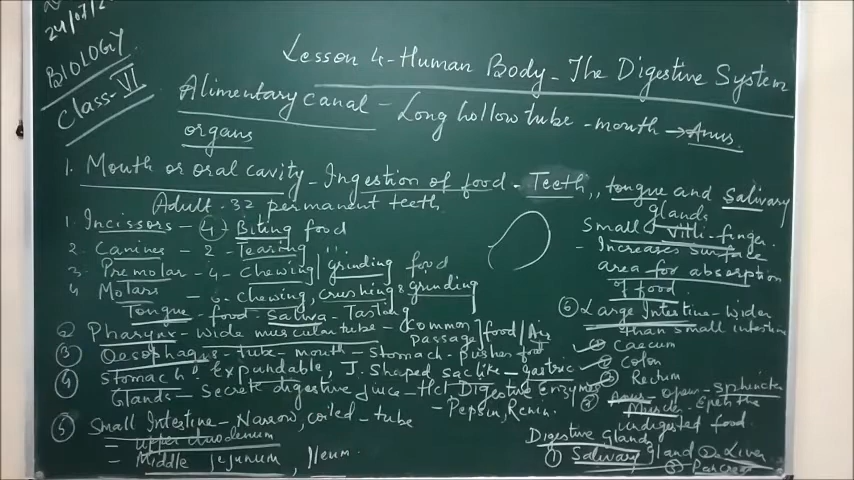 24/07/2
BIOLOGY
Class-VI
Lesson 4-Human Body-The Digestive System
Alimentary canal - Long hollow tube - mouth → Anus.
organs
1. Mouth or oral cavity - Ingestion of food - Teeth, tongue and Salivary
glands
Adult - 32 permanent teeth.
1. Incissors - 4 - Biting food
2. Canines - 2 - Tearing "
3. Premolar - 4 - Chewing / grinding food
4 Molars - 6 - chewing, crushing & grinding
Tongue - food - Saliva - Tasting
② Pharynx - wide muscular tube - Common passage food / Air
③ Oesophagus - tube - mouth - stomach - pushes food
④ Stomach - Expandable, J. Shaped sac like - Gastric
Glands - Secrete digestive juice - Hcl Digestive Enzymes
- Pepsin, Renin.
⑤ Small Intestine - Narrow, coiled - tube
- upper duodenum
- Middle jejunum, Ileum.
Small Villi - finger.
- Increases surface
area for absorption
of food.
⑥ Large Intestine - wider
than small intestine
① Caecum
② Colon
③ Rectum
④ Anus - Sphincter
Muscles
undigested food.
Digestive Glands
① Salivary gland ② Liver
③ Pancreas